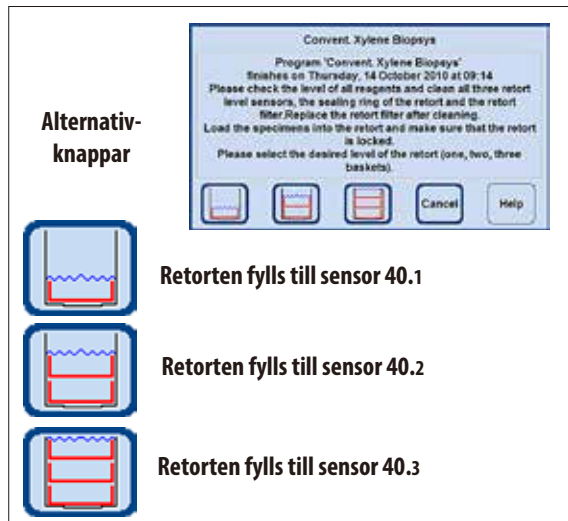 Convent. Xylene Biopsys
Program 'Convent. Xylene Biopsys'
finishes on Thursday, 14 October 2010 at 09:14
Please check the level of all reagents and clean all three retort
level sensors, the sealing ring of the retort and the retort
filter.Replace the retort filter after cleaning.
Load the specimens into the retort and make sure that the retort
is locked.
Please select the desired level of the retort (one, two, three
baskets).
Cancel
Help
Alternativ-
knappar
Retorten fylls till sensor 40.1
Retorten fylls till sensor 40.2
Retorten fylls till sensor 40.3